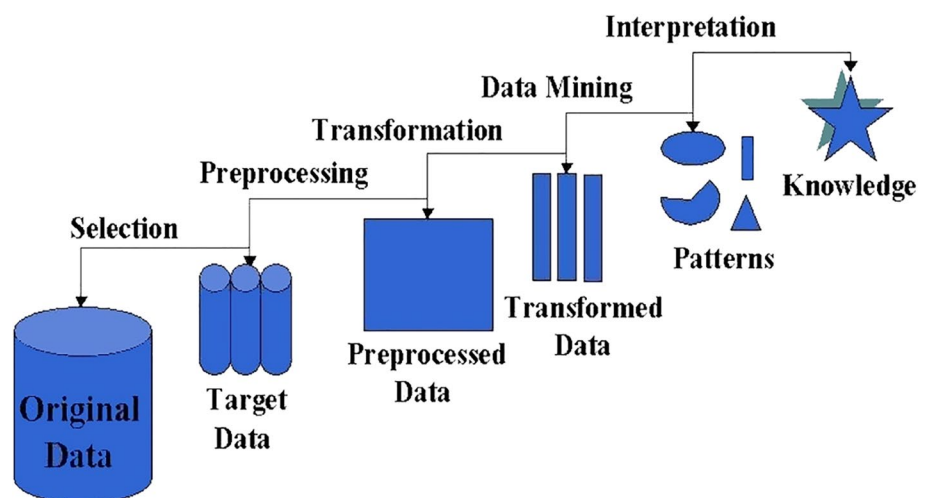 Interpretation
Data Mining
Transformation
Preprocessing
Selection
Knowledge
Patterns
Transformed
Data
Preprocessed
Data
Target
Data
Original
Data